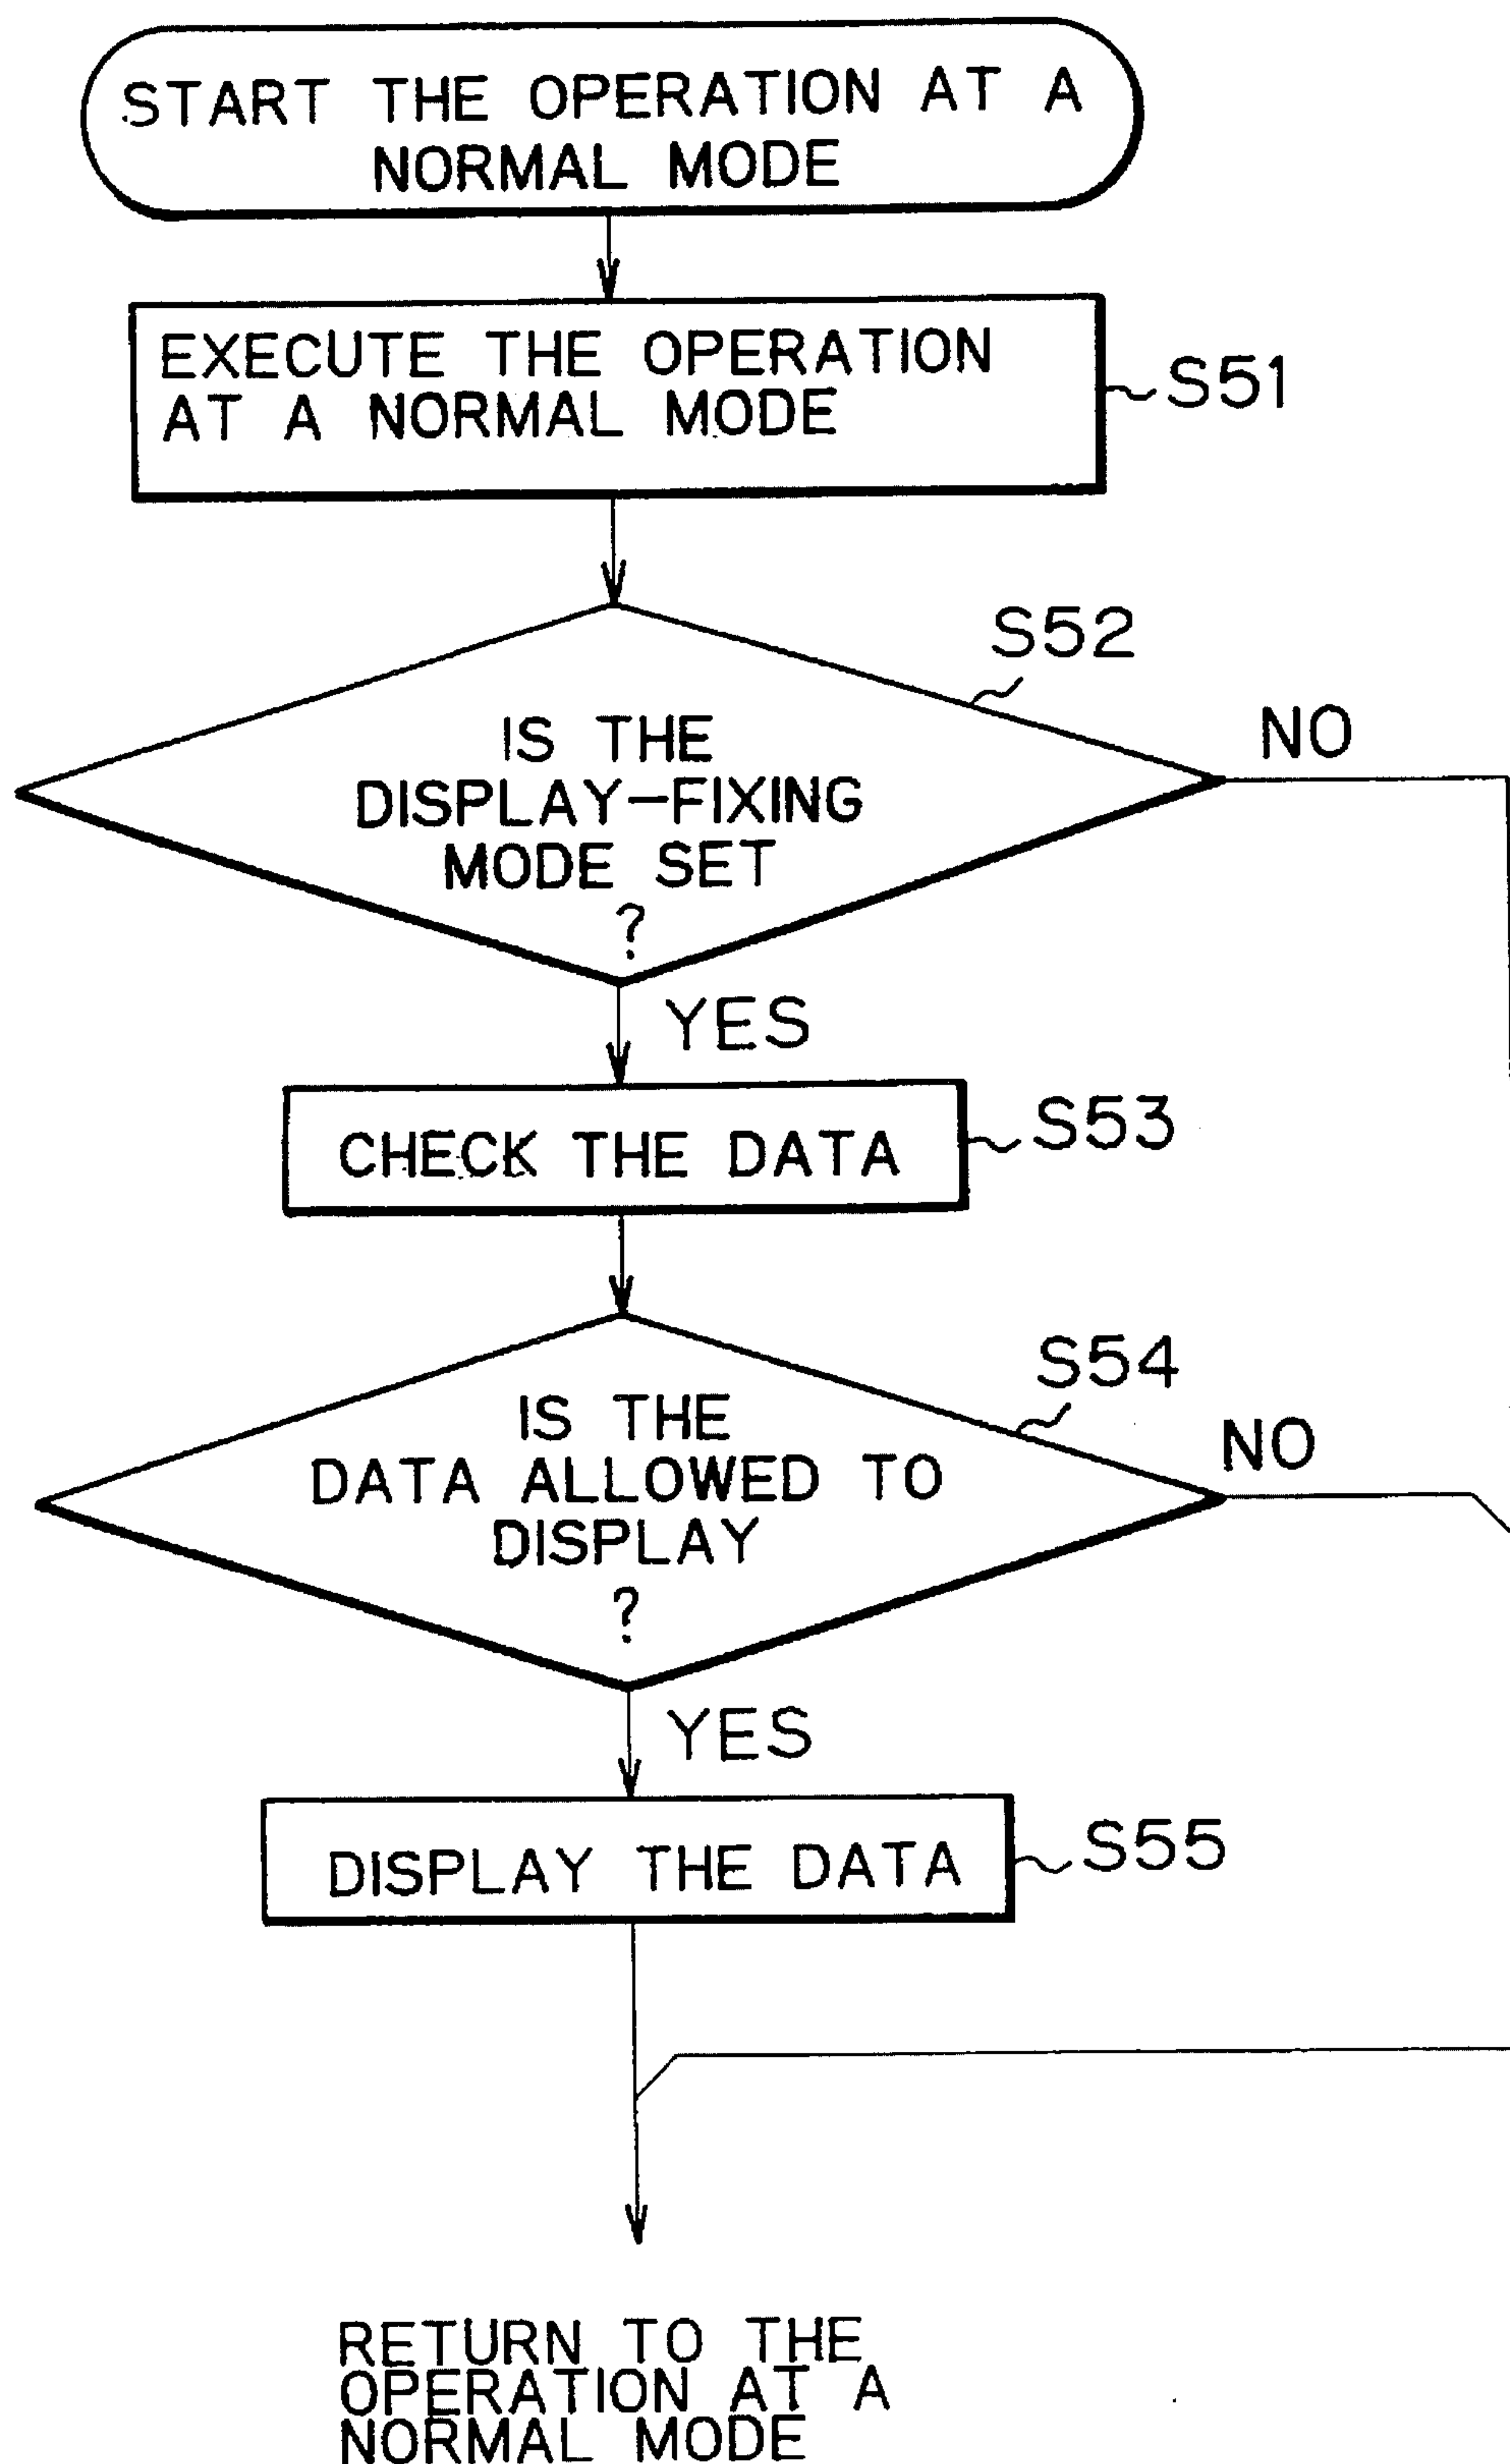 START THE OPERATION AT A
NORMAL MODE
EXECUTE THE OPERATION
AT A NORMAL MODE
S51
S52
IS THE
DISPLAY-FIXING
MODE SET
?
NO
YES
CHECK THE DATA
S53
S54
IS THE
DATA ALLOWED TO
DISPLAY
?
NO
YES
DISPLAY THE DATA
S55
RETURN TO THE
OPERATION AT A
NORMAL MODE